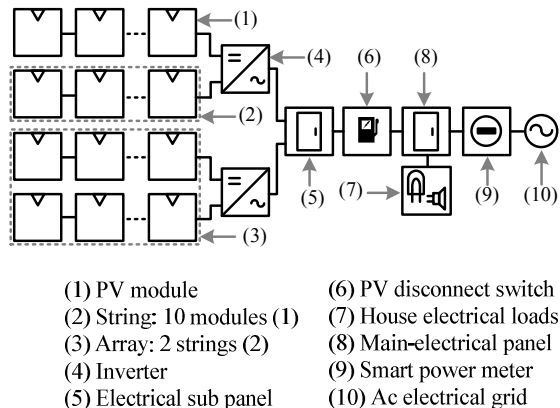 (1)
(4)
(6)
(8)
(2)
(5)
(7)
(9)
(10)
(3)
(1) PV module
(2) String: 10 modules (1)
(3) Array: 2 strings (2)
(4) Inverter
(5) Electrical sub panel
(6) PV disconnect switch
(7) House electrical loads
(8) Main-electrical panel
(9) Smart power meter
(10) Ac electrical grid